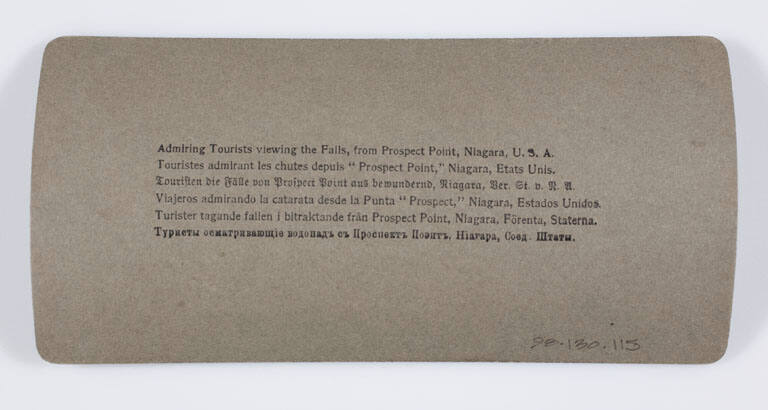 Admiring Tourists viewing the Falls, from Prospect Point, Niagara, U. S. A.
Touristes admirant les chutes depuis “ Prospect Point,” Niagara, Etats Unis.
Touristen die Fälle von Prospect Point aus bewundernd, Niagara, Ver. St. v. N. A.
Viajeros admirando la catarata desde la Punta “ Prospect,” Niagara, Estados Unidos.
Turister tagande fallen i bitraktande från Prospect Point, Niagara, Förenta, Staterna.
Туристы осматривающіе водопадъ съ Проспектъ Поэнтъ, Ніагара, Соед. Штаты.
98.130.115